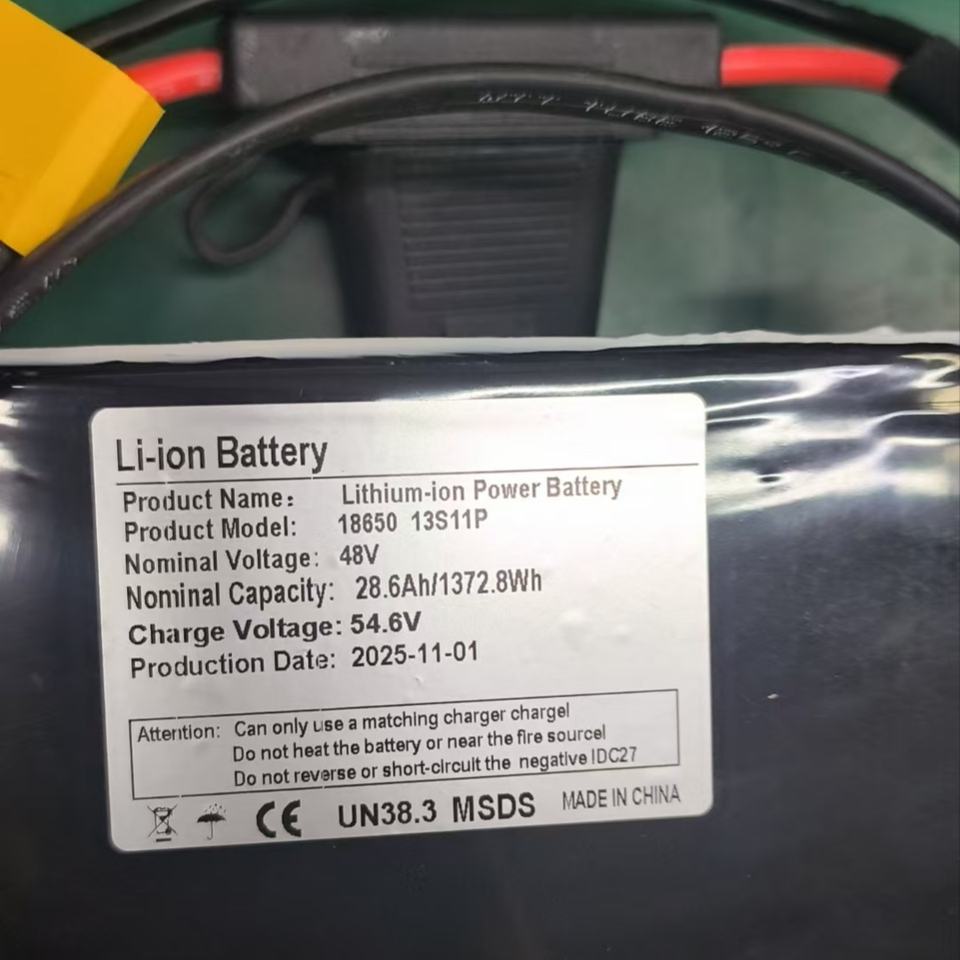 Li-ion Battery
Product Name: Lithium-ion Power Battery
Product Model: 18650 13S11P
Nominal Voltage: 48V
Nominal Capacity: 28.6Ah/1372.8Wh
Charge Voltage: 54.6V
Production Date: 2025-11-01
Attention: Can only use a matching charger chargel
Do not heat the battery or near the fire sourcel
Do not reverse or short-circuit the negative IDC27
CE UN38.3 MSDS MADE IN CHINA